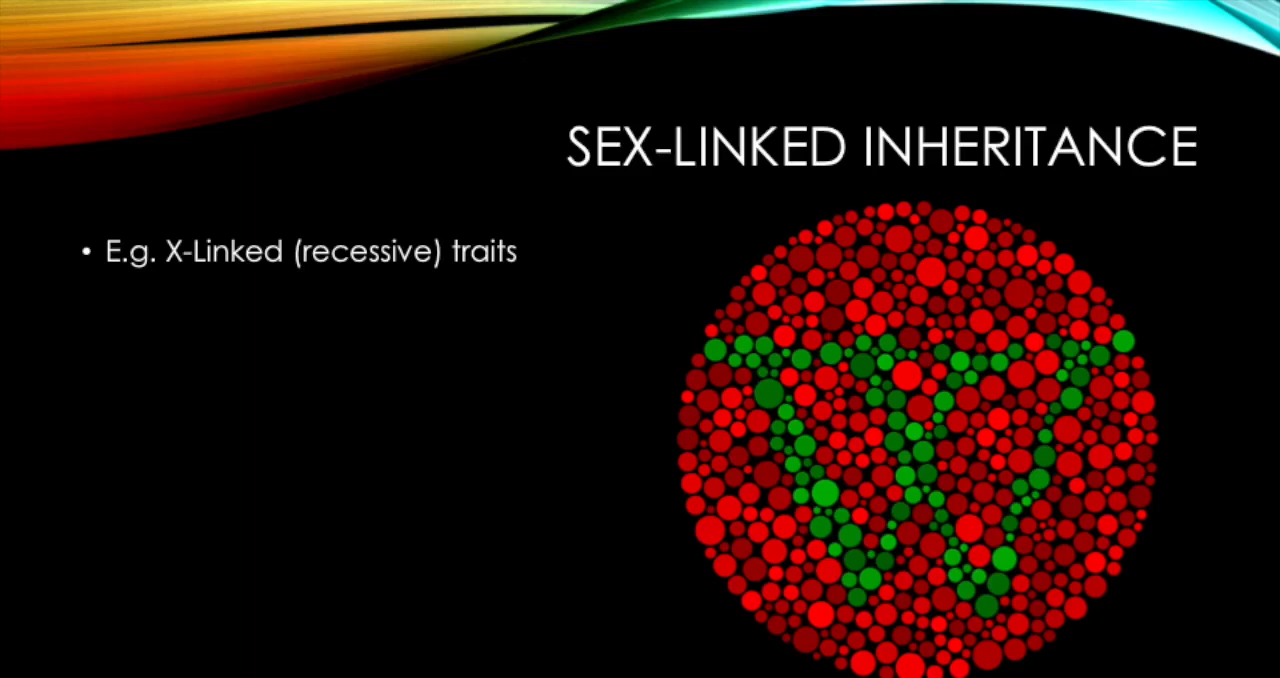 SEX-LINKED INHERITANCE
• E.g. X-Linked (recessive) traits
W